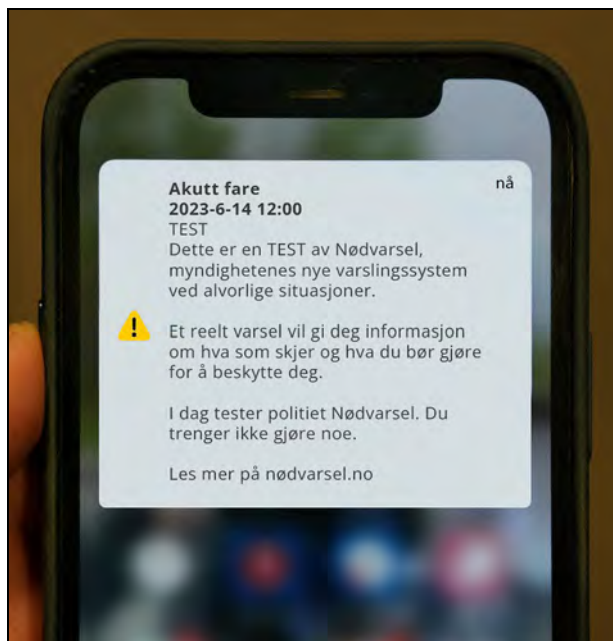 Akutt fare
nå
2023-6-14 12:00
TEST
Dette er en TEST av Nødvarsel,
myndighetenes nye varslingssystem
ved alvorlige situasjoner.
Et reelt varsel vil gi deg informasjon
om hva som skjer og hva du bør gjøre
for å beskytte deg.
I dag tester politiet Nødvarsel. Du
trenger ikke gjøre noe.
Les mer på nødvarsel.no